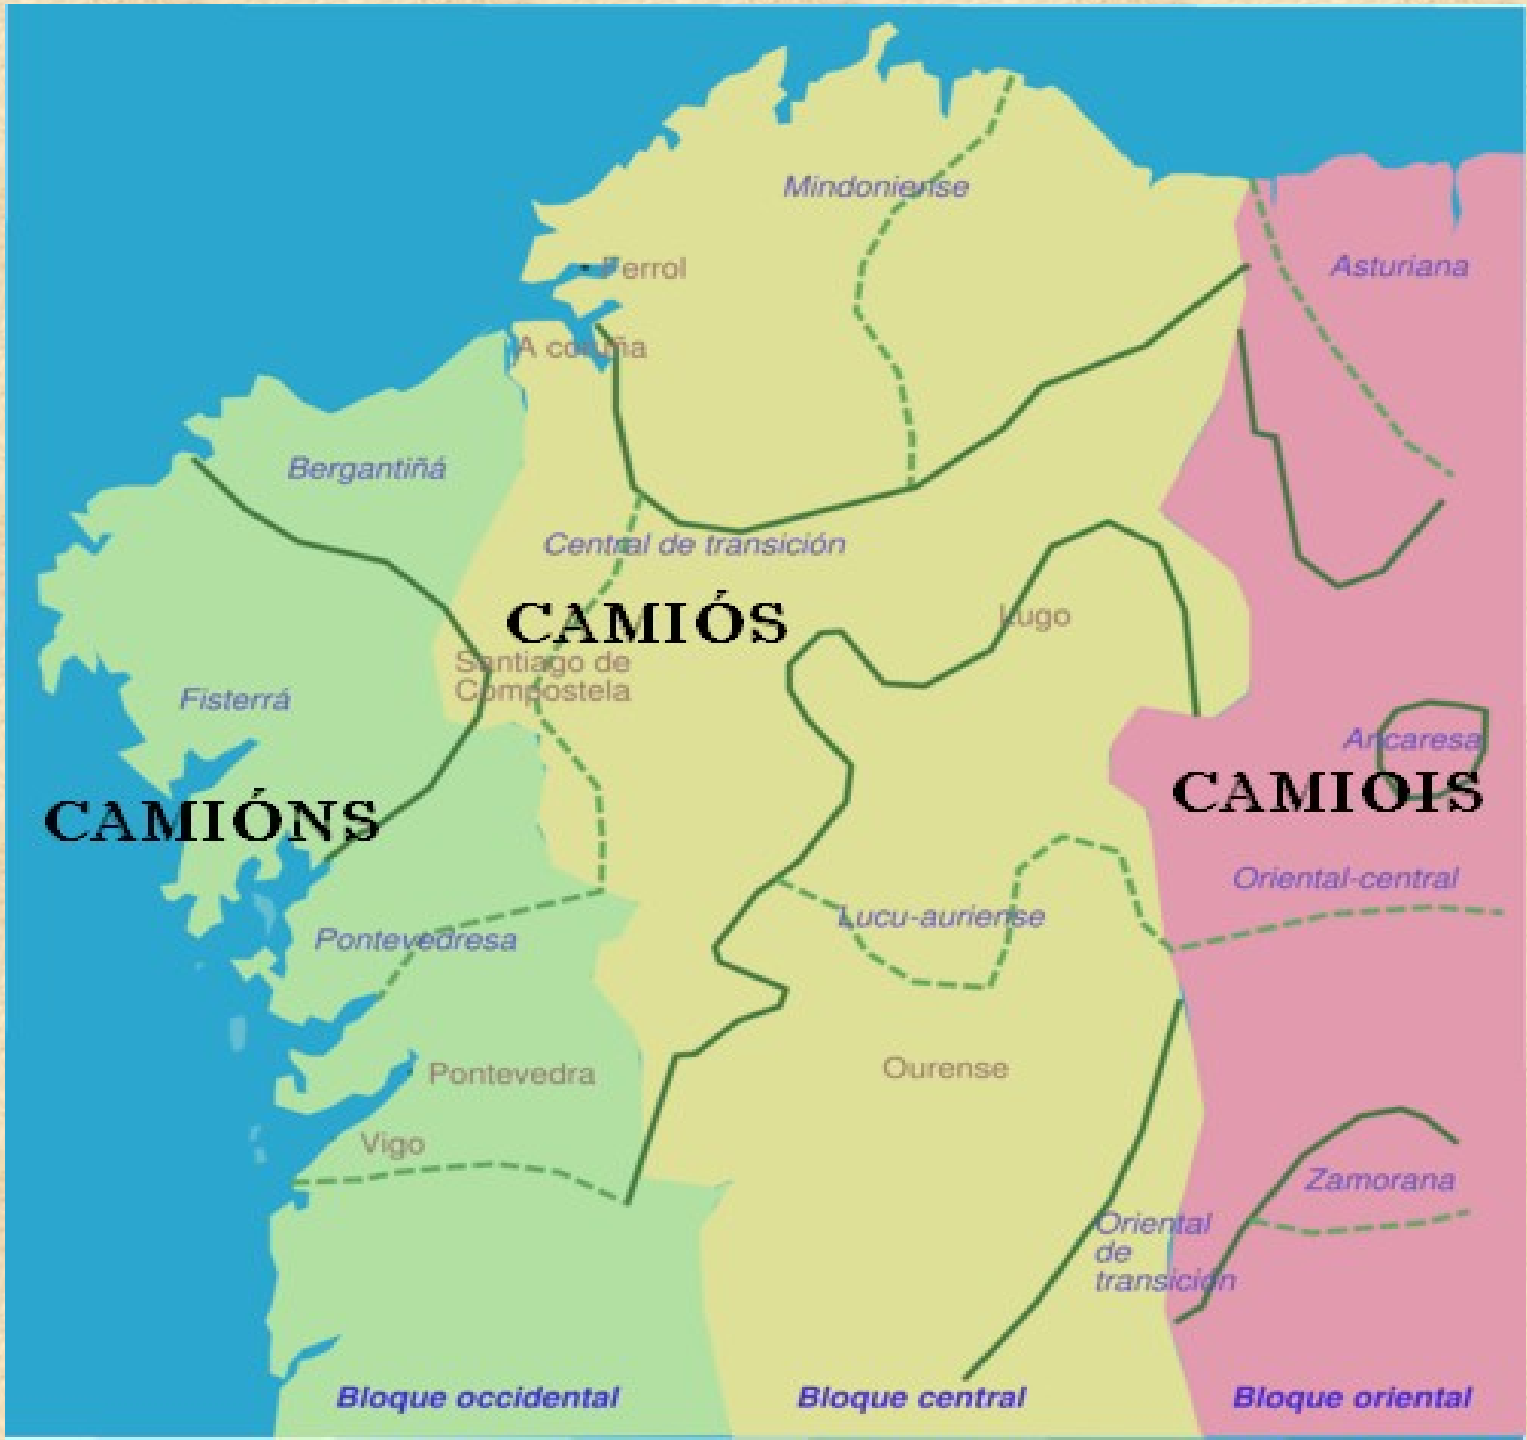 Mindoniense
Ferrol
Asturiana
A coruña
Bergantiñá
Central de transición
CAMIÓS
Lugo
Santiago de
Compostela
Fisterrá
Ancaresa
CAMIÓNS
CAMIOIS
Oriental-central
Lucu-auriense
Pontevedresa
Pontevedra
Ourense
Vigo
Zamorana
Oriental
de
transición
Bloque occidental
Bloque central
Bloque oriental